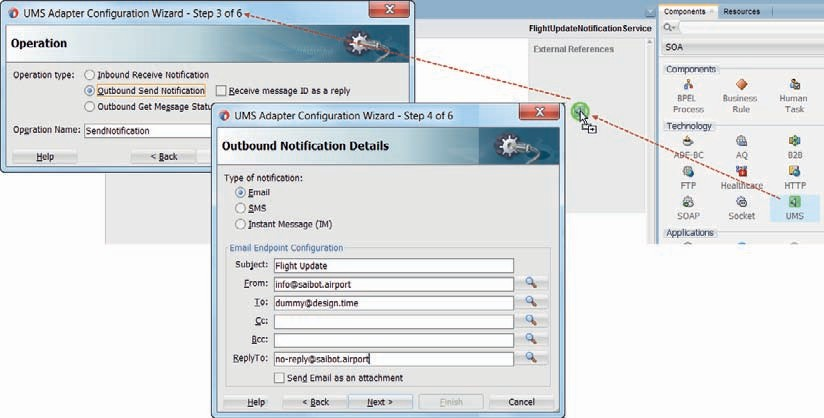 UMS Adapter Configuration Wizard - Step 3 of 6
Operation
Operation type:
Inbound Receive Notification
Outbound Send Notification
Receive message ID as a reply
Outbound Get Message Statu
Operation Name: SendNotification
Help
< Back
UMS Adapter Configuration Wizard - Step 4 of 6
Outbound Notification Details
Type of notification:
Email
SMS
Instant Message (IM)
Email Endpoint Configuration
Subject: Flight Update
From: info@saibot.airport
To: dummy@design.time
Cc:
Bcc:
ReplyTo: no-reply@saibot.airport
Send Email as an attachment
Help
< Back
Next >
Finish
Cancel
FlightUpdateNotificationService
External References
Components
Resources
SOA
Components
BPEL Process
Business Rule
Human Task
Technology
ADF-BC
AQ
B2B
FTP
Healthcare
HTTP
SOAP
Socket
UMS
Applications